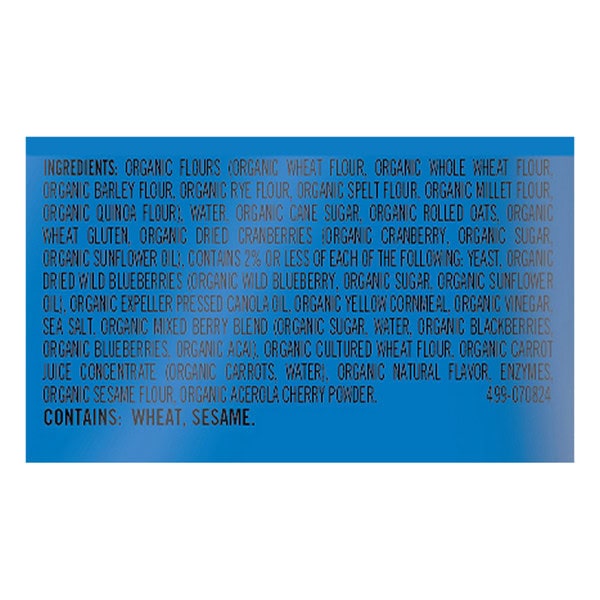 INGREDIENTS: ORGANIC FLOURS (ORGANIC WHEAT FLOUR, ORGANIC WHOLE WHEAT FLOUR,
ORGANIC BARLEY FLOUR, ORGANIC RYE FLOUR, ORGANIC SPELT FLOUR, ORGANIC MILLET FLOUR,
ORGANIC QUINOA FLOUR), WATER, ORGANIC CANE SUGAR, ORGANIC ROLLED OATS, ORGANIC
WHEAT GLUTEN, ORGANIC DRIED CRANBERRIES (ORGANIC CRANBERRY, ORGANIC SUGAR,
ORGANIC SUNFLOWER OIL), CONTAINS 2% OR LESS OF EACH OF THE FOLLOWING: YEAST, ORGANIC
DRIED WILD BLUEBERRIES (ORGANIC WILD BLUEBERRY, ORGANIC SUGAR, ORGANIC SUNFLOWER
OIL), ORGANIC EXPELLER PRESSED CANOLA OIL, ORGANIC YELLOW CORNMEAL, ORGANIC VINEGAR,
SEA SALT, ORGANIC MIXED BERRY BLEND (ORGANIC SUGAR, WATER, ORGANIC BLACKBERRIES,
ORGANIC BLUEBERRIES, ORGANIC ACAI), ORGANIC CULTURED WHEAT FLOUR, ORGANIC CARROT
JUICE CONCENTRATE (ORGANIC CARROTS, WATER), ORGANIC NATURAL FLAVOR, ENZYMES,
ORGANIC SESAME FLOUR, ORGANIC ACEROLA CHERRY POWDER. 499-070824
CONTAINS: WHEAT, SESAME.